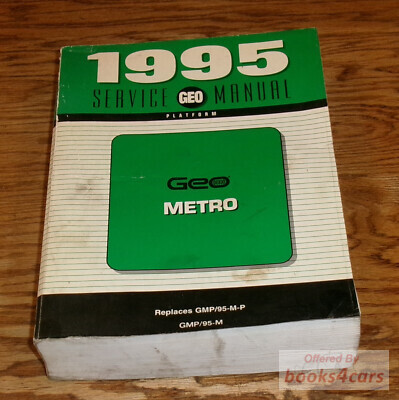 1995
SERVICE GEO MANUAL
PLATFORM
Geo
METRO
Replaces GMP/95-M-P
GMP/95-M
Offered By
books4cars